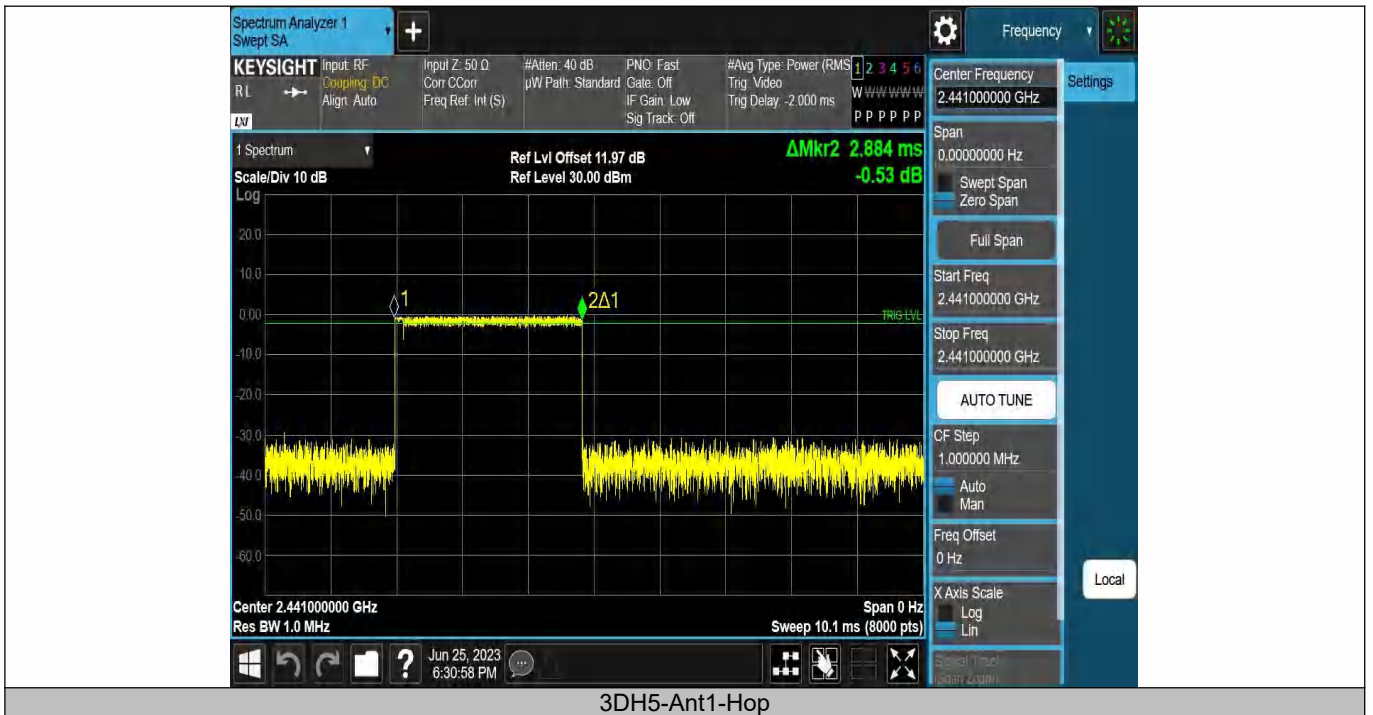 Spectrum Analyzer 1
Swept SA
+
Frequency
KEYSIGHT
Input: RF
Coupling: DC
Align: Auto
Input Z: 50 Ω
Corr CCorr
Freq Ref: Int (S)
#Atten: 40 dB
µW Path: Standard
PNO: Fast
Gate: Off
IF Gain: Low
Sig Track: Off
#Avg Type: Power (RMS
Trig: Video
Trig Delay: -2.000 ms
1 2 3 4 5 6
W W W W W W
P P P P P P
R L
LXI
Center Frequency
2.441000000 GHz
Settings
1 Spectrum
Scale/Div 10 dB
Ref Lvl Offset 11.97 dB
Ref Level 30.00 dBm
ΔMkr2 2.884 ms
-0.53 dB
Span
0.00000000 Hz
Swept Span
Zero Span
Full Span
Log
20.0
10.0
0.00
-10.0
-20.0
-30.0
-40.0
-50.0
-60.0
1
2Δ1
TRIG LVL
Start Freq
2.441000000 GHz
Stop Freq
2.441000000 GHz
AUTO TUNE
CF Step
1.000000 MHz
Auto
Man
Freq Offset
0 Hz
X Axis Scale
Log
Lin
Signal Track
(Span Zoom)
Local
Center 2.441000000 GHz
Res BW 1.0 MHz
Span 0 Hz
Sweep 10.1 ms (8000 pts)
?
Jun 25, 2023
6:30:58 PM
3DH5-Ant1-Hop